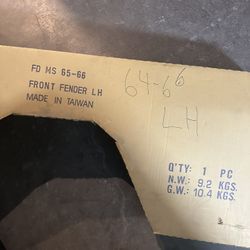 FD MS 65-66
FRONT FENDER LH
MADE IN TAIWAN
64-66
LH
Q'TY: 1 PC
N.W.: 9.2 KGS.
G.W.: 10.4 KGS.